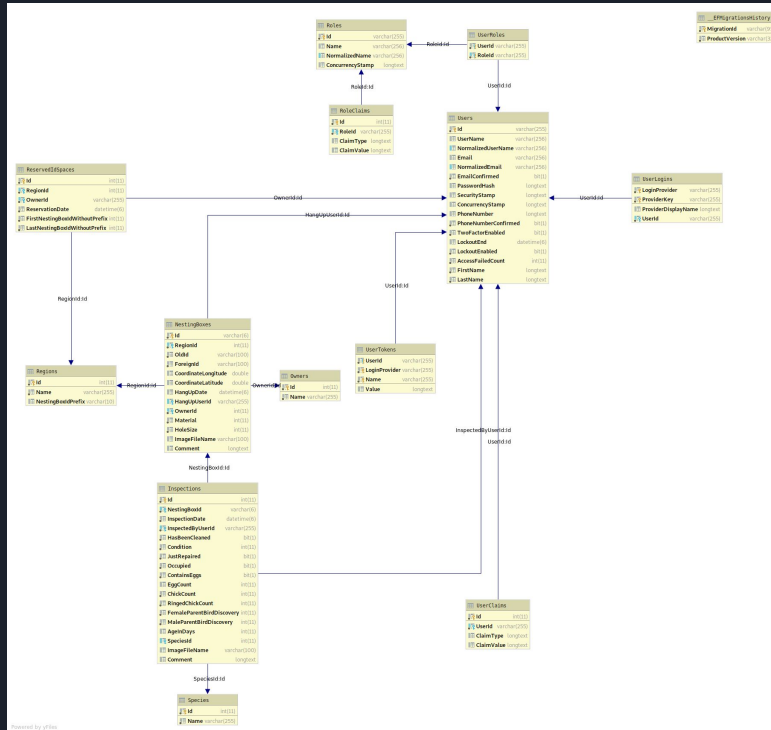 __EFMigrationsHistory
MigrationId
ProductVersion
Roles
Id varchar(255)
Name varchar(256)
NormalizedName varchar(256)
ConcurrencyStamp longtext
RoleId:Id
UserRoles
UserId varchar(255)
RoleId varchar(255)
RoleId:Id
UserId:Id
RoleClaims
Id int(11)
RoleId varchar(255)
ClaimType longtext
ClaimValue longtext
Users
Id varchar(255)
UserName varchar(256)
NormalizedUserName varchar(256)
Email varchar(256)
NormalizedEmail varchar(256)
EmailConfirmed bit(1)
PasswordHash longtext
SecurityStamp longtext
ConcurrencyStamp longtext
PhoneNumber longtext
PhoneNumberConfirmed bit(1)
TwoFactorEnabled bit(1)
LockoutEnd datetime(6)
LockoutEnabled bit(1)
AccessFailedCount int(11)
FirstName longtext
LastName longtext
ReservedIdSpaces
Id int(11)
RegionId int(11)
OwnerId varchar(255)
ReservationDate datetime(6)
FirstNestingBoxIdWithoutPrefix int(11)
LastNestingBoxIdWithoutPrefix int(11)
OwnerId:Id
UserLogins
LoginProvider varchar(255)
ProviderKey varchar(255)
ProviderDisplayName longtext
UserId varchar(255)
UserId:Id
HangUpUserId:Id
UserId:Id
RegionId:Id
NestingBoxes
Id varchar(6)
RegionId int(11)
OldId varchar(100)
ForeignId varchar(100)
CoordinateLongitude double
CoordinateLatitude double
HangUpDate datetime(6)
HangUpUserId varchar(255)
OwnerId int(11)
Material int(11)
HoleSize int(11)
ImageFileName varchar(100)
Comment longtext
UserTokens
UserId varchar(255)
LoginProvider varchar(255)
Name varchar(255)
Value longtext
Regions
Id int(11)
Name varchar(255)
NestingBoxIdPrefix varchar(10)
RegionId:Id
Owners
Id int(11)
Name varchar(255)
InspectedByUserId:Id
UserId:Id
NestingBoxId:Id
Inspections
Id int(11)
NestingBoxId varchar(6)
InspectionDate datetime(6)
InspectedByUserId varchar(255)
HasBeenCleaned bit(1)
Condition int(11)
JustRepaired bit(1)
Occupied bit(1)
ContainsEggs bit(1)
EggCount int(11)
ChickCount int(11)
RingedChickCount int(11)
FemaleParentBirdDiscovery int(11)
MaleParentBirdDiscovery int(11)
AgeInDays int(11)
SpeciesId int(11)
ImageFileName varchar(100)
Comment longtext
UserClaims
Id int(11)
UserId varchar(255)
ClaimType longtext
ClaimValue longtext
SpeciesId:Id
Species
Id int(11)
Name varchar(255)
Powered by yFiles